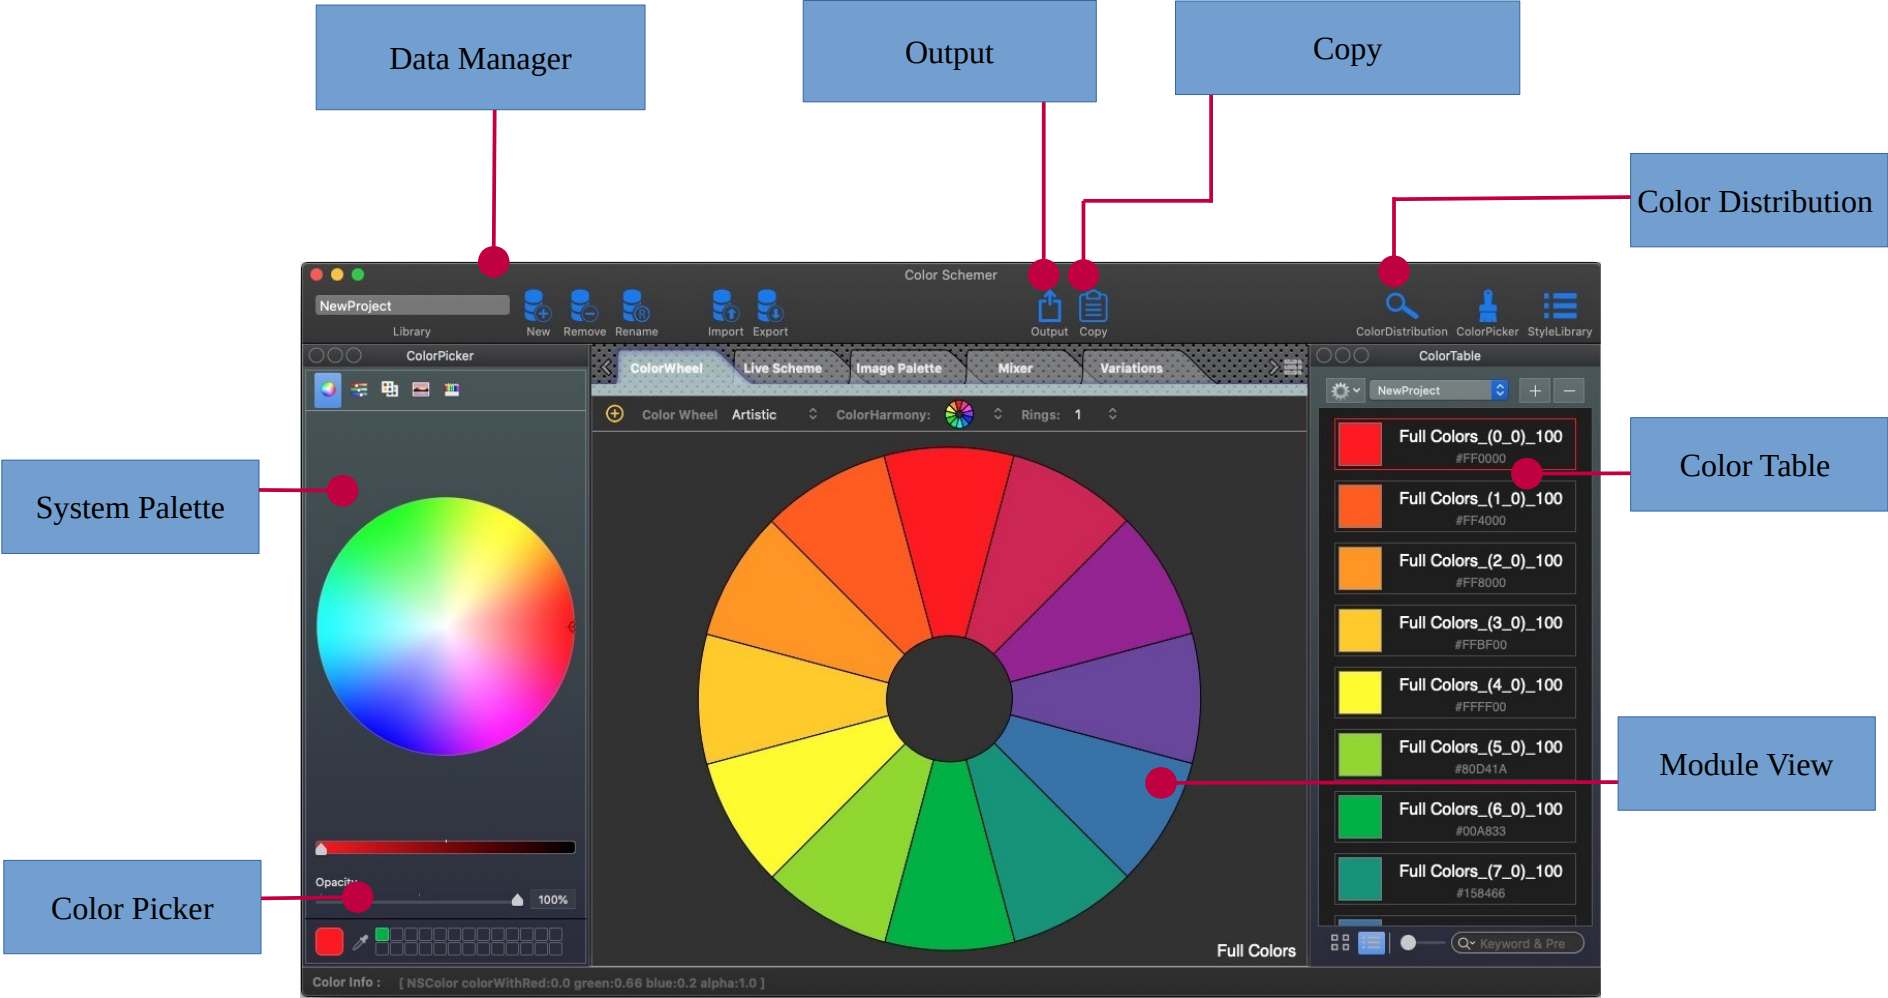 Data Manager
Output
Copy
Color Distribution
Color Schemer
NewProject
Library
New
Remove
Rename
Import
Export
Output
Copy
ColorDistribution
ColorPicker
StyleLibrary
ColorPicker
ColorWheel
Live Scheme
Image Palette
Mixer
Variations
ColorTable
Color Wheel Artistic
ColorHarmony:
Rings: 1
NewProject
Full Colors_(0_0)_100
#FF0000
Full Colors_(1_0)_100
#FF4000
Full Colors_(2_0)_100
#FF8000
Full Colors_(3_0)_100
#FFBF00
Full Colors_(4_0)_100
#FFFF00
Full Colors_(5_0)_100
#80D41A
Full Colors_(6_0)_100
#00A833
Full Colors_(7_0)_100
#158466
Keyword & Pre
Color Table
Module View
System Palette
Color Picker
Opacity
100%
Full Colors
Color Info : [ NSColor colorWithRed:0.0 green:0.66 blue:0.2 alpha:1.0 ]